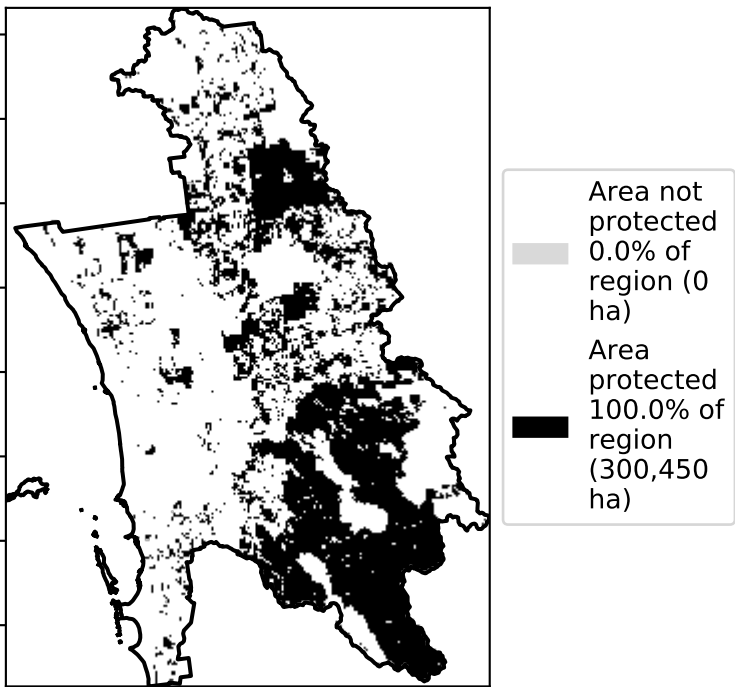 Area not
protected
0.0% of
region (0
ha)
Area
protected
100.0% of
region
(300,450
ha)